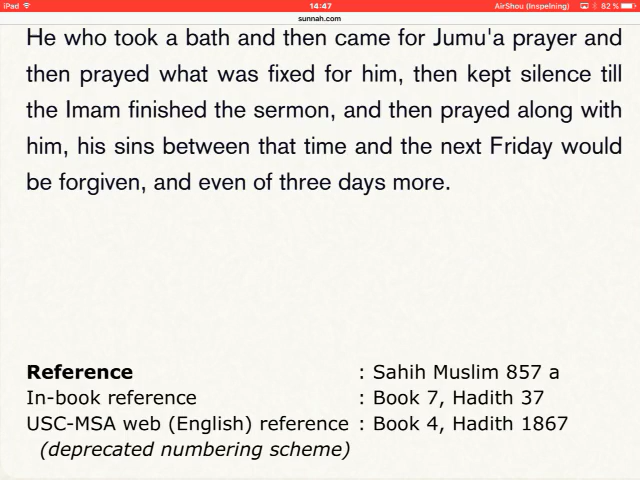 iPad 14:47 AirShou (Inspelning) 82 %
sunnah.com
He who took a bath and then came for Jumu'a prayer and
then prayed what was fixed for him, then kept silence till
the Imam finished the sermon, and then prayed along with
him, his sins between that time and the next Friday would
be forgiven, and even of three days more.
Reference : Sahih Muslim 857 a
In-book reference : Book 7, Hadith 37
USC-MSA web (English) reference : Book 4, Hadith 1867
(deprecated numbering scheme)